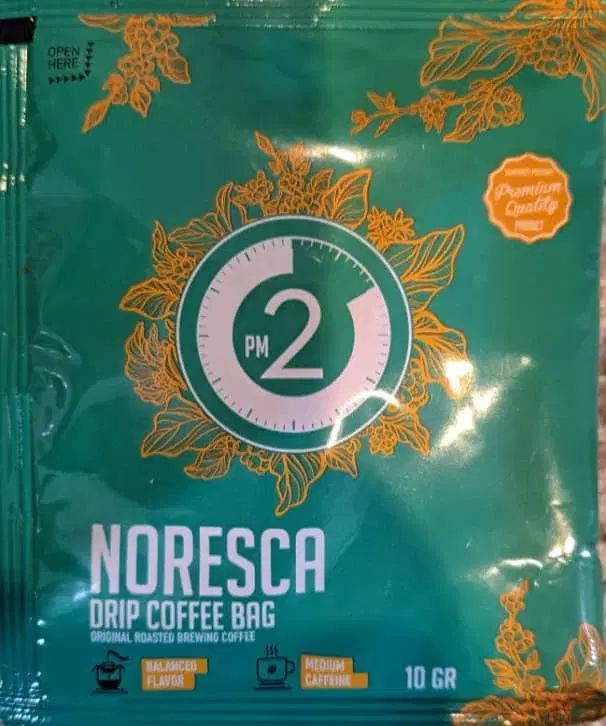 OPEN
HERE
Premium
Quality
PRODUCT
PM 2
NORESCA
DRIP COFFEE BAG
ORIGINAL ROASTED BREWING COFFEE
BALANCED
FLAVOR
MEDIUM
CAFFEINE
10 GR